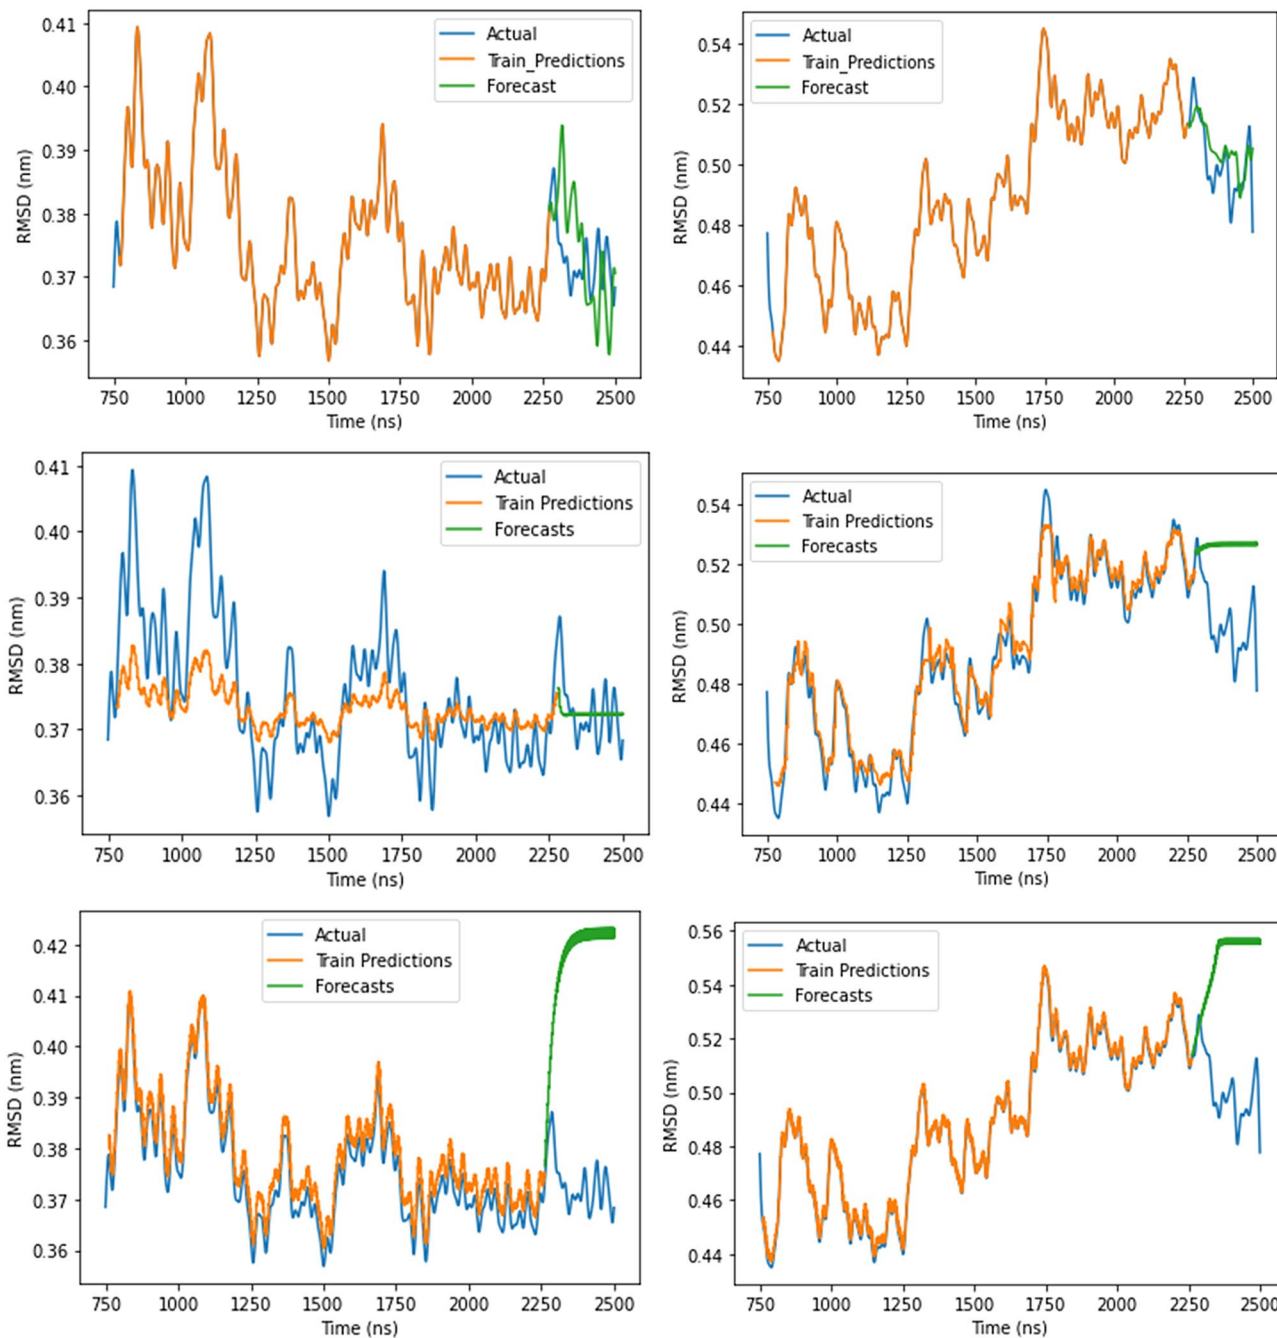 0.41
0.40
0.39
0.38
0.37
0.36
RMSD (nm)
Actual
Train_Predictions
Forecast
750 1000 1250 1500 1750 2000 2250 2500
Time (ns)
0.54
0.52
0.50
0.48
0.46
0.44
RMSD (nm)
Actual
Train_Predictions
Forecast
750 1000 1250 1500 1750 2000 2250 2500
Time (ns)
0.41
0.40
0.39
0.38
0.37
0.36
RMSD (nm)
Actual
Train Predictions
Forecasts
750 1000 1250 1500 1750 2000 2250 2500
Time (ns)
0.54
0.52
0.50
0.48
0.46
0.44
RMSD (nm)
Actual
Train Predictions
Forecasts
750 1000 1250 1500 1750 2000 2250 2500
Time (ns)
0.42
0.41
0.40
0.39
0.38
0.37
0.36
RMSD (nm)
Actual
Train Predictions
Forecasts
750 1000 1250 1500 1750 2000 2250 2500
Time (ns)
0.56
0.54
0.52
0.50
0.48
0.46
0.44
RMSD (nm)
Actual
Train Predictions
Forecasts
750 1000 1250 1500 1750 2000 2250 2500
Time (ns)